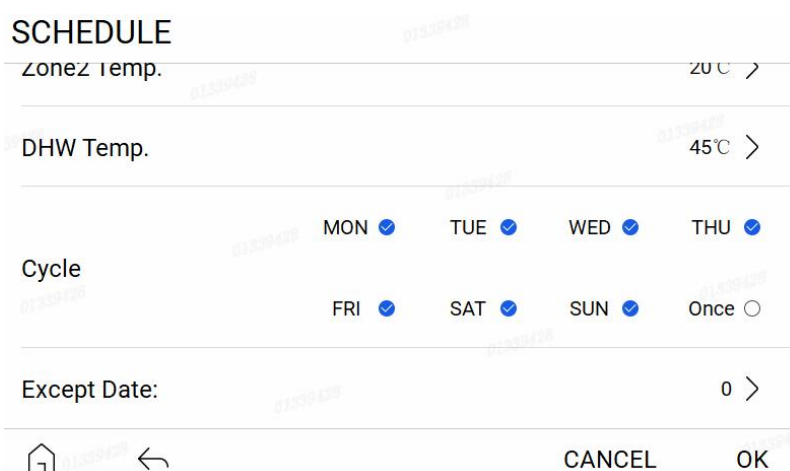 SCHEDULE
Zone2 Temp. 20℃
DHW Temp. 45℃
MON TUE WED THU
Cycle
FRI SAT SUN Once
Except Date: 0
CANCEL OK
01339428